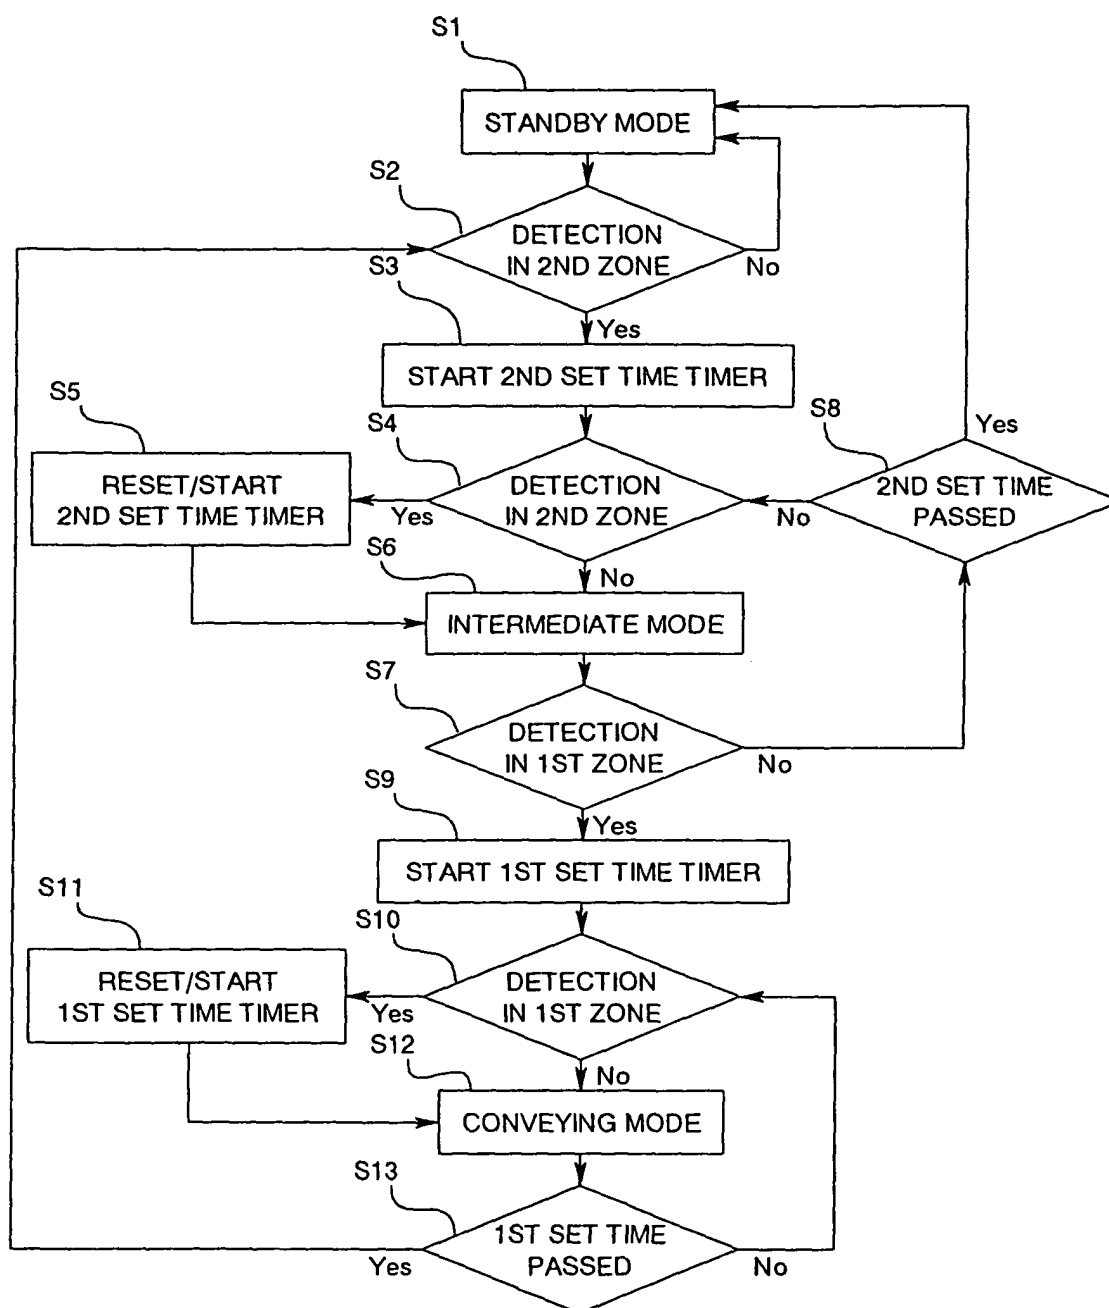 S1
STANDBY MODE
S2
DETECTION
IN 2ND ZONE
No
S3
Yes
START 2ND SET TIME TIMER
S5
S4
S8
Yes
RESET/START
2ND SET TIME TIMER
Yes
DETECTION
IN 2ND ZONE
No
2ND SET TIME
PASSED
S6
No
INTERMEDIATE MODE
S7
DETECTION
IN 1ST ZONE
No
S9
Yes
START 1ST SET TIME TIMER
S11
S10
RESET/START
1ST SET TIME TIMER
Yes
DETECTION
IN 1ST ZONE
S12
No
CONVEYING MODE
S13
1ST SET TIME
PASSED
Yes
No